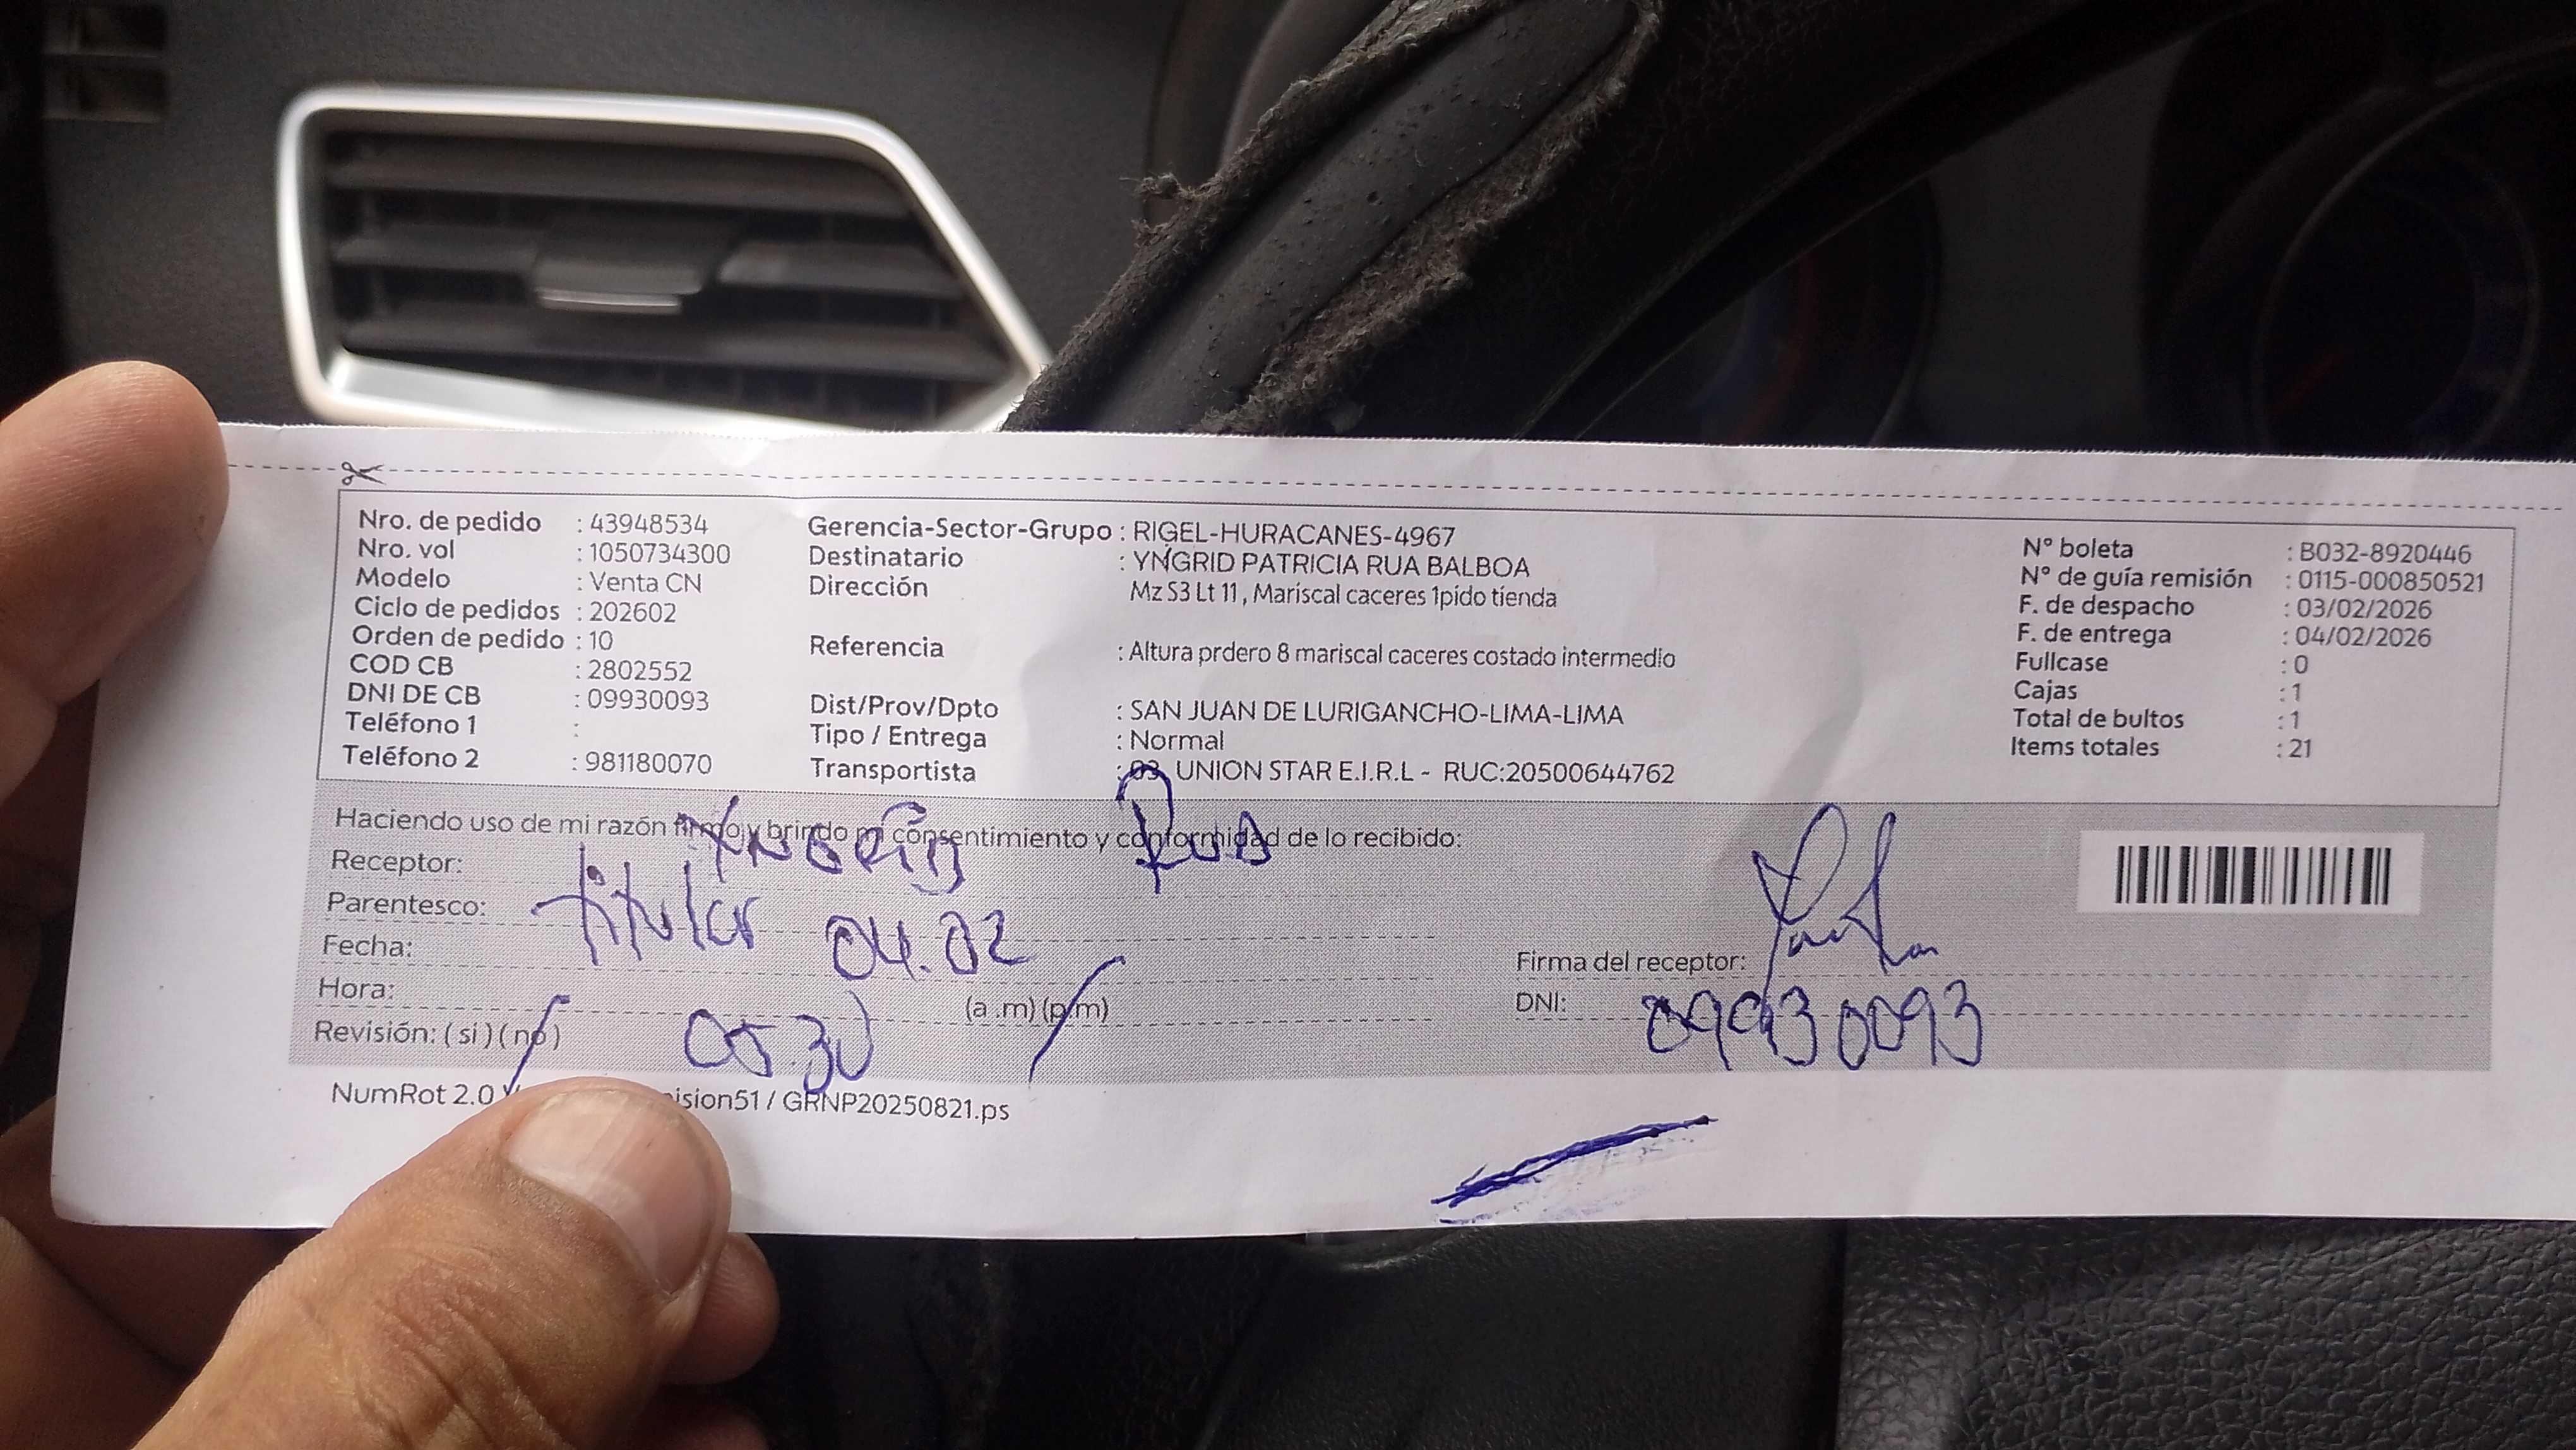 Nro. de pedido : 43948534
Nro. vol : 1050734300
Modelo : Venta CN
Ciclo de pedidos : 202602
Orden de pedido : 10
COD CB : 2802552
DNI DE CB : 09930093
Teléfono 1 :
Teléfono 2 : 981180070
Gerencia-Sector-Grupo : RIGEL-HURACANES-4967
Destinatario : YNGRID PATRICIA RUA BALBOA
Dirección Mz S3 Lt 11 , Mariscal caceres 1pido tienda
Referencia : Altura prdero 8 mariscal caceres costado intermedio
Dist/Prov/Dpto : SAN JUAN DE LURIGANCHO-LIMA-LIMA
Tipo / Entrega : Normal
Transportista : 03 UNION STAR E.I.R.L - RUC:20500644762
N° boleta : B032-8920446
N° de guía remisión : 0115-000850521
F. de despacho : 03/02/2026
F. de entrega : 04/02/2026
Fullcase : 0
Cajas : 1
Total de bultos : 1
Items totales : 21
Haciendo uso de mi razón firmo y brindo mi consentimiento y conformidad de lo recibido:
Receptor: Rua
Parentesco: titular
Fecha: 04.02
Hora: 05.30 (a .m) (p.m)
Revisión: ( si ) ( no )
Firma del receptor:
DNI: 09930093
NumRot 2.0 ision51 / GRNP20250821.ps